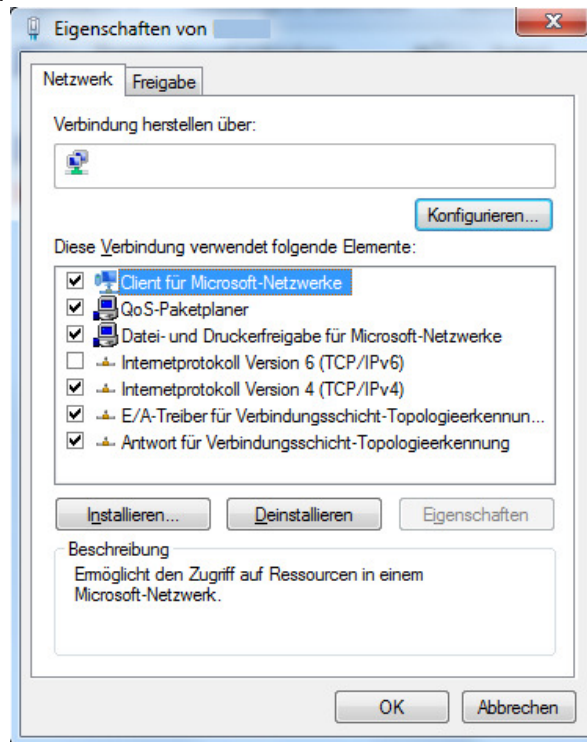 Eigenschaften von
Netzwerk
Freigabe
Verbindung herstellen über:
Konfigurieren...
Diese Verbindung verwendet folgende Elemente:
Client für Microsoft-Netzwerke
QoS-Paketplaner
Datei- und Druckerfreigabe für Microsoft-Netzwerke
Internetprotokoll Version 6 (TCP/IPv6)
Internetprotokoll Version 4 (TCP/IPv4)
E/A-Treiber für Verbindungsschicht-Topologieerkennun...
Antwort für Verbindungsschicht-Topologieerkennung
Installieren...
Deinstallieren
Eigenschaften
Beschreibung
Ermöglicht den Zugriff auf Ressourcen in einem
Microsoft-Netzwerk.
OK
Abbrechen